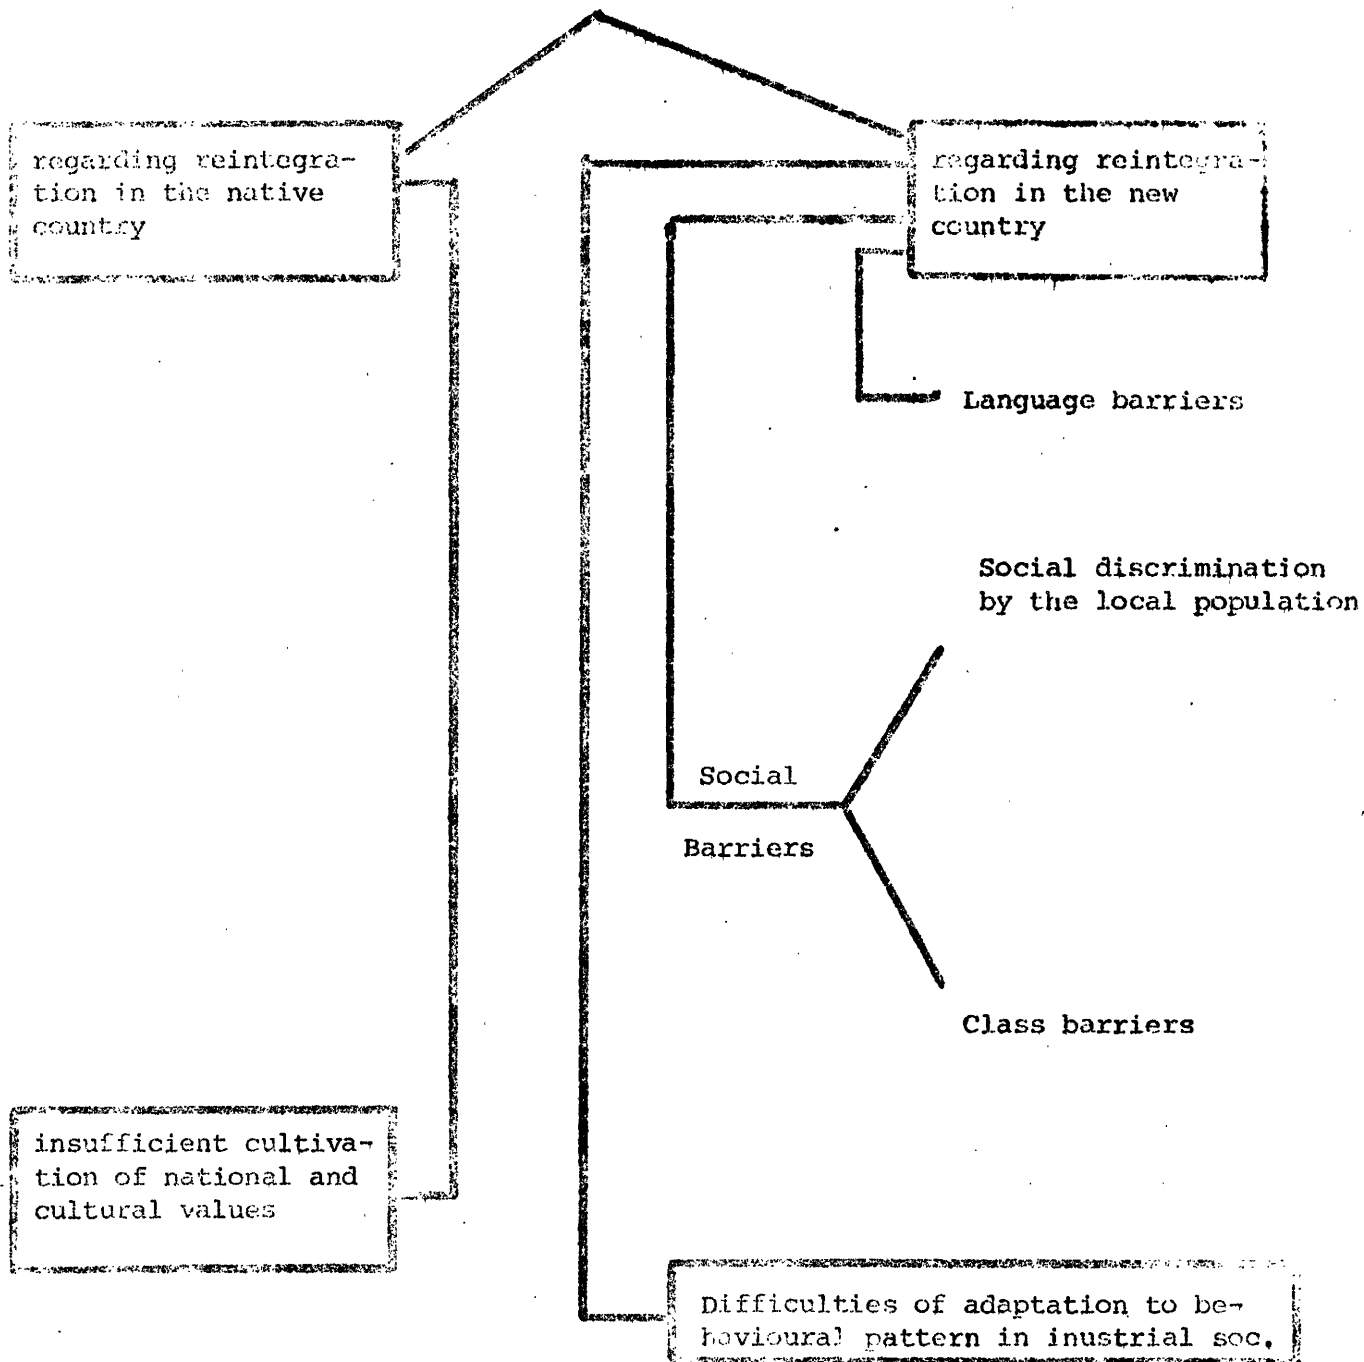 regarding reintegra-
tion in the native
country
regarding reintegra-
tion in the new
country
Language barriers
Social discrimination
by the local population
Social
Barriers
Class barriers
insufficient cultiva-
tion of national and
cultural values
Difficulties of adaptation to be-
havioural pattern in inustrial soc.